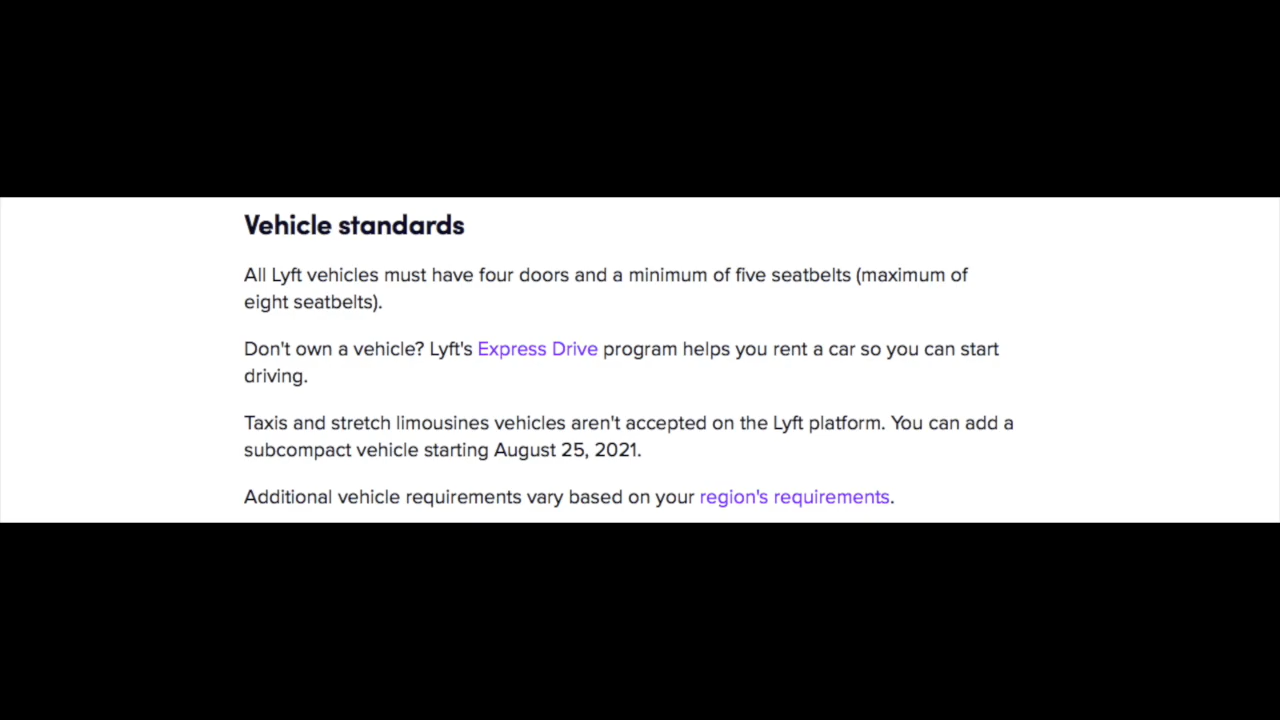 Vehicle standards
All Lyft vehicles must have four doors and a minimum of five seatbelts (maximum of
eight seatbelts).
Don't own a vehicle? Lyft's Express Drive program helps you rent a car so you can start
driving.
Taxis and stretch limousines vehicles aren't accepted on the Lyft platform. You can add a
subcompact vehicle starting August 25, 2021.
Additional vehicle requirements vary based on your region's requirements.